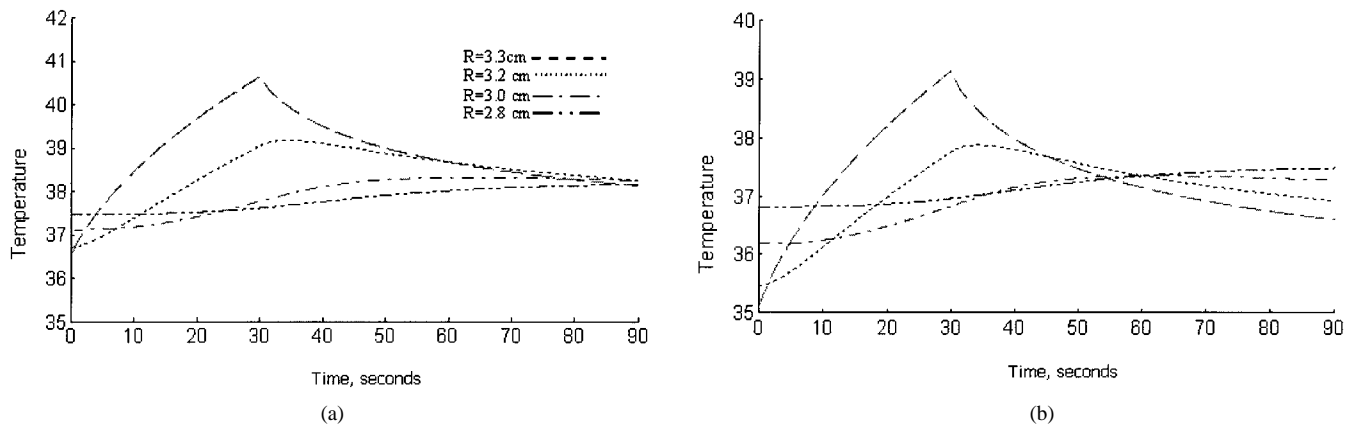 42
41
40
39
38
37
36
35
Temperature
R=3.3cm
R=3.2 cm
R=3.0 cm
R=2.8 cm
0 10 20 30 40 50 60 70 80 90
Time, seconds
(a)
40
39
38
37
36
35
Temperature
0 10 20 30 40 50 60 70 80 90
Time, seconds
(b)